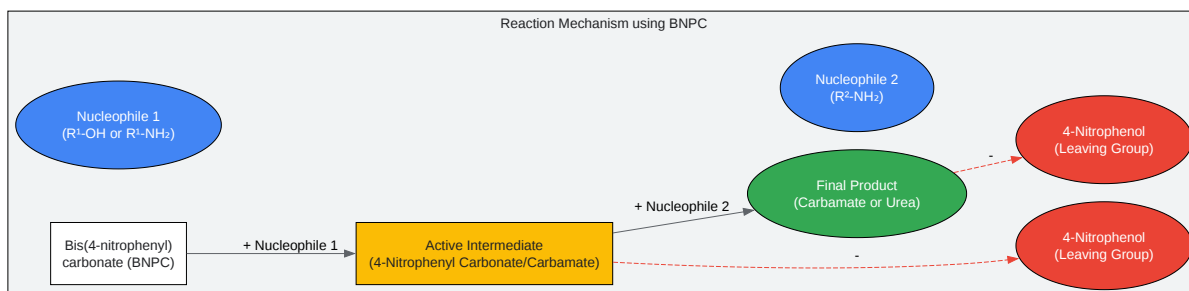 Reaction Mechanism using BNPC
Nucleophile 1
(R¹-OH or R¹-NH₂)
Nucleophile 2
(R²-NH₂)
4-Nitrophenol
(Leaving Group)
-
Final Product
(Carbamate or Urea)
+ Nucleophile 2
4-Nitrophenol
(Leaving Group)
Bis(4-nitrophenyl)
carbonate (BNPC)
+ Nucleophile 1
Active Intermediate
(4-Nitrophenyl Carbonate/Carbamate)
-